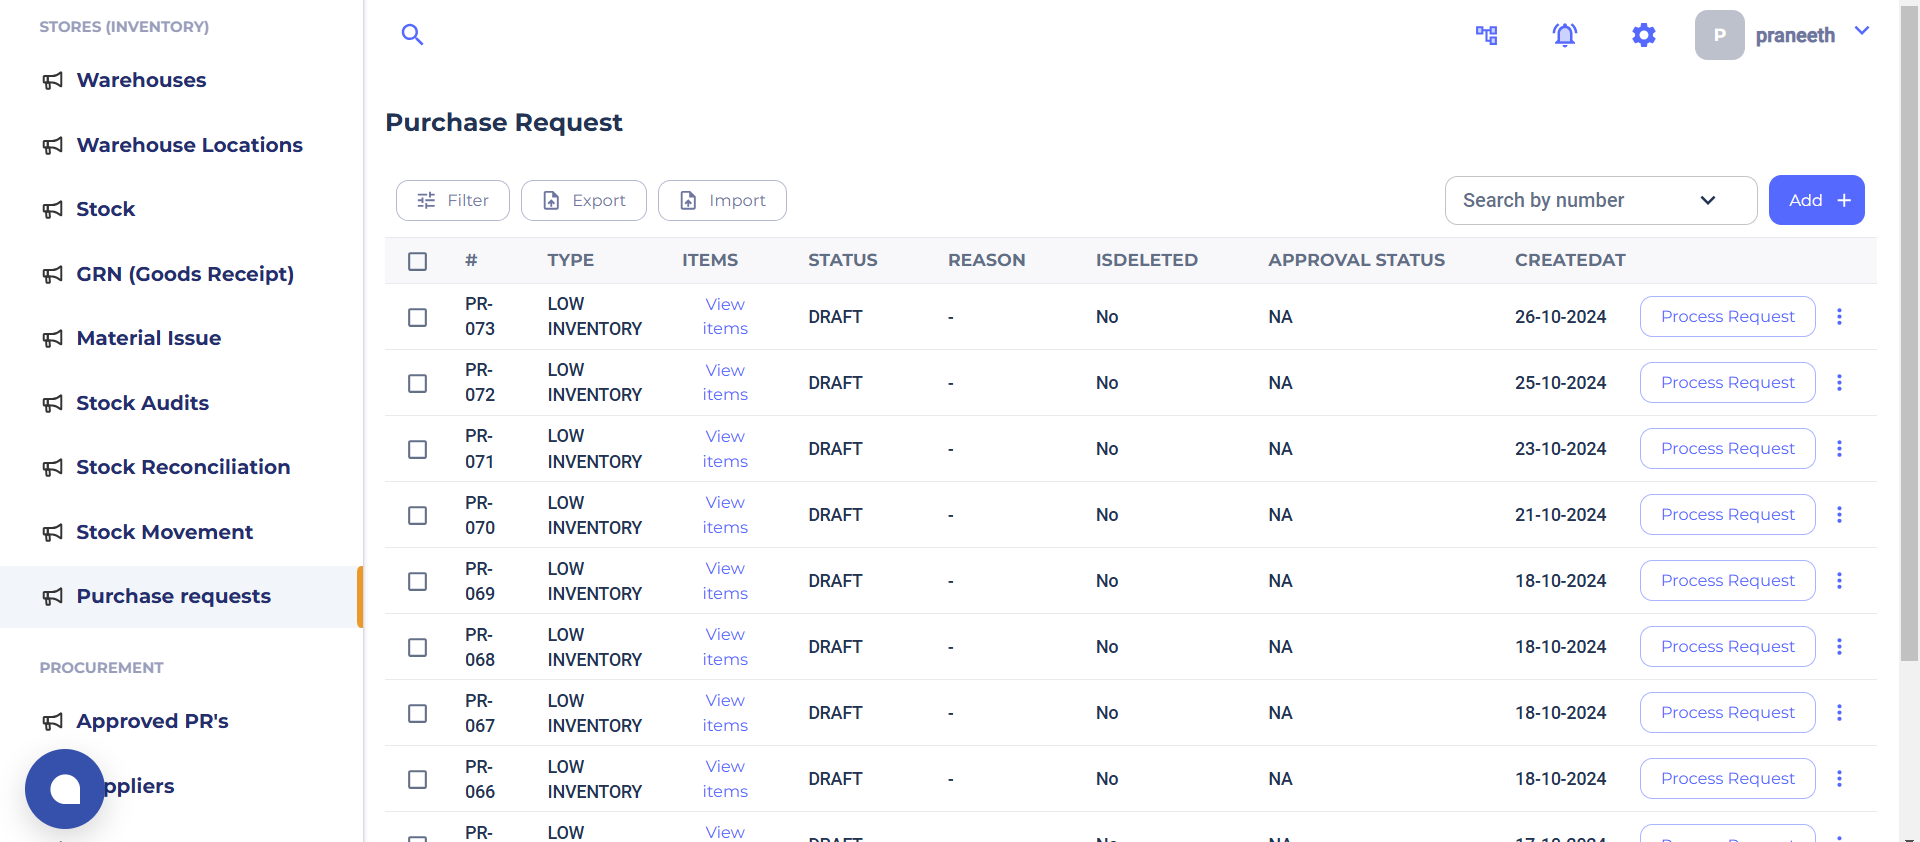 STORES (INVENTORY)
Warehouses
Warehouse Locations
Stock
GRN (Goods Receipt)
Material Issue
Stock Audits
Stock Reconciliation
Stock Movement
Purchase requests
PROCUREMENT
Approved PR's
ppliers
P praneeth
Purchase Request
Filter Export Import Search by number Add +
# TYPE ITEMS STATUS REASON ISDELETED APPROVAL STATUS CREATEDAT
PR- LOW View
073 INVENTORY items DRAFT - No NA 26-10-2024 Process Request
PR- LOW View
072 INVENTORY items DRAFT - No NA 25-10-2024 Process Request
PR- LOW View
071 INVENTORY items DRAFT - No NA 23-10-2024 Process Request
PR- LOW View
070 INVENTORY items DRAFT - No NA 21-10-2024 Process Request
PR- LOW View
069 INVENTORY items DRAFT - No NA 18-10-2024 Process Request
PR- LOW View
068 INVENTORY items DRAFT - No NA 18-10-2024 Process Request
PR- LOW View
067 INVENTORY items DRAFT - No NA 18-10-2024 Process Request
PR- LOW View
066 INVENTORY items DRAFT - No NA 18-10-2024 Process Request
PR- LOW View